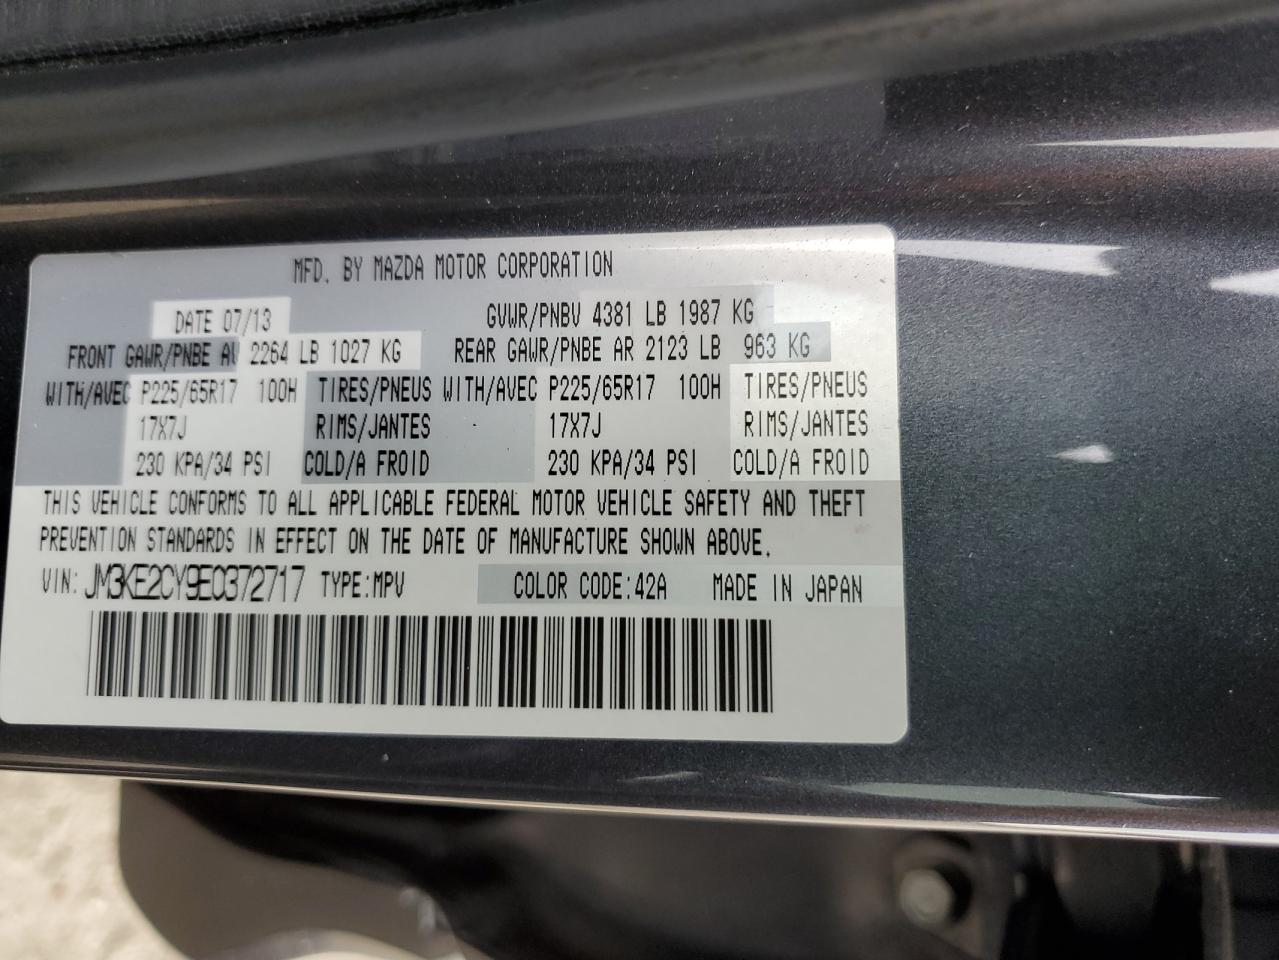 MFD. BY MAZDA MOTOR CORPORATION
DATE 07/13 GVWR/PNBV 4381 LB 1987 KG
FRONT GAWR/PNBE AV 2264 LB 1027 KG REAR GAWR/PNBE AR 2123 LB 963 KG
WITH/AVEC P225/65R17 100H TIRES/PNEUS WITH/AVEC P225/65R17 100H TIRES/PNEUS
17X7J RIMS/JANTES 17X7J RIMS/JANTES
230 KPA/34 PSI COLD/A FROID 230 KPA/34 PSI COLD/A FROID
THIS VEHICLE CONFORMS TO ALL APPLICABLE FEDERAL MOTOR VEHICLE SAFETY AND THEFT
PREVENTION STANDARDS IN EFFECT ON THE DATE OF MANUFACTURE SHOWN ABOVE.
VIN: JM3KE2CY9E0372717 TYPE:MPV COLOR CODE:42A MADE IN JAPAN